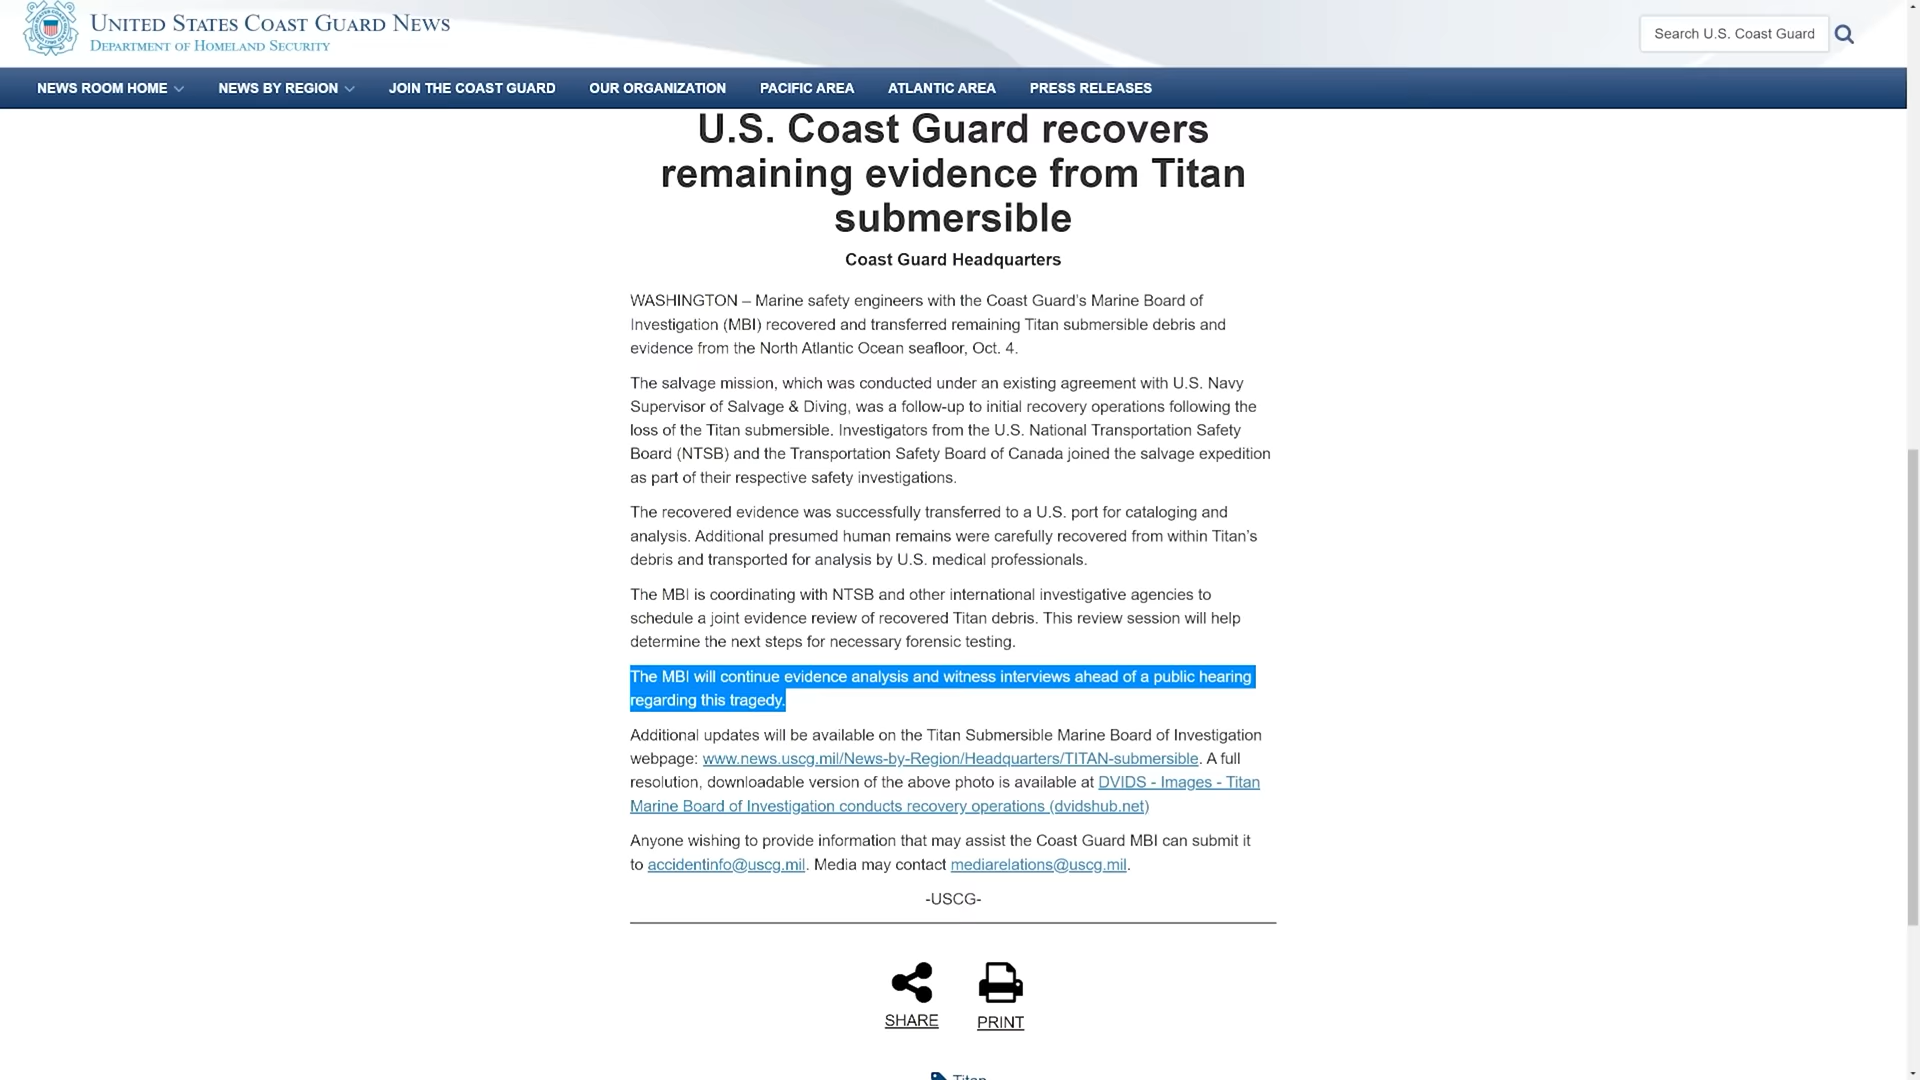 UNITED STATES COAST GUARD NEWS
DEPARTMENT OF HOMELAND SECURITY
Search U.S. Coast Guard
NEWS ROOM HOME
NEWS BY REGION
JOIN THE COAST GUARD
OUR ORGANIZATION
PACIFIC AREA
ATLANTIC AREA
PRESS RELEASES
U.S. Coast Guard recovers
remaining evidence from Titan
submersible
Coast Guard Headquarters
WASHINGTON – Marine safety engineers with the Coast Guard’s Marine Board of
Investigation (MBI) recovered and transferred remaining Titan submersible debris and
evidence from the North Atlantic Ocean seafloor, Oct. 4.
The salvage mission, which was conducted under an existing agreement with U.S. Navy
Supervisor of Salvage & Diving, was a follow-up to initial recovery operations following the
loss of the Titan submersible. Investigators from the U.S. National Transportation Safety
Board (NTSB) and the Transportation Safety Board of Canada joined the salvage expedition
as part of their respective safety investigations.
The recovered evidence was successfully transferred to a U.S. port for cataloging and
analysis. Additional presumed human remains were carefully recovered from within Titan’s
debris and transported for analysis by U.S. medical professionals.
The MBI is coordinating with NTSB and other international investigative agencies to
schedule a joint evidence review of recovered Titan debris. This review session will help
determine the next steps for necessary forensic testing.
The MBI will continue evidence analysis and witness interviews ahead of a public hearing
regarding this tragedy.
Additional updates will be available on the Titan Submersible Marine Board of Investigation
webpage: www.news.uscg.mil/News-by-Region/Headquarters/TITAN-submersible. A full
resolution, downloadable version of the above photo is available at DVIDS - Images - Titan
Marine Board of Investigation conducts recovery operations (dvidshub.net)
Anyone wishing to provide information that may assist the Coast Guard MBI can submit it
to accidentinfo@uscg.mil. Media may contact mediarelations@uscg.mil.
-USCG-
SHARE
PRINT
Titan